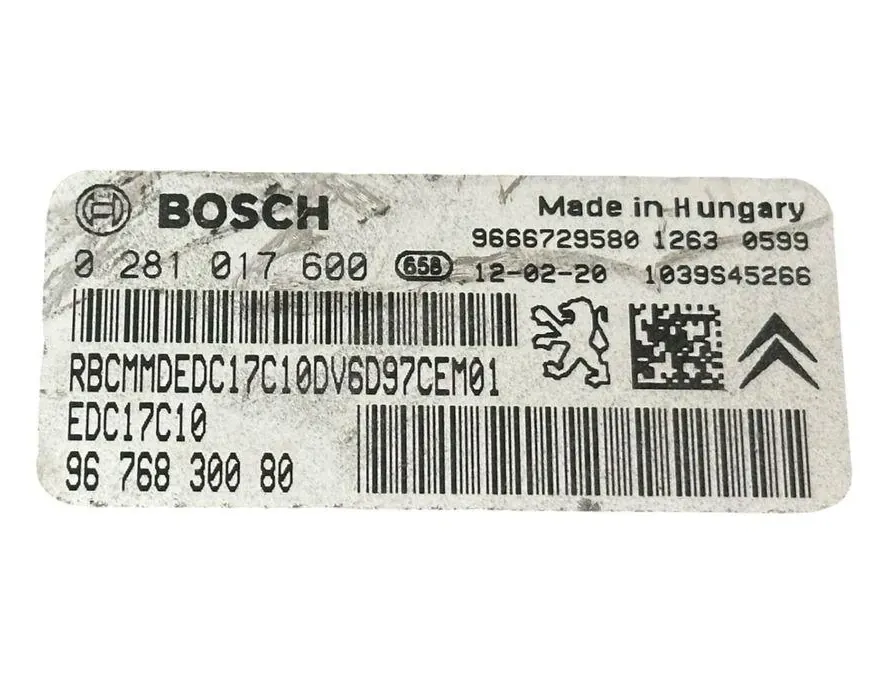 BOSCH
Made in Hungary
9666729580 1263 0599
0 281 017 600 658 12-02-20 1039S45266
RBCMMDEDC17C10DV6D97CEM01
EDC17C10
96 768 300 80